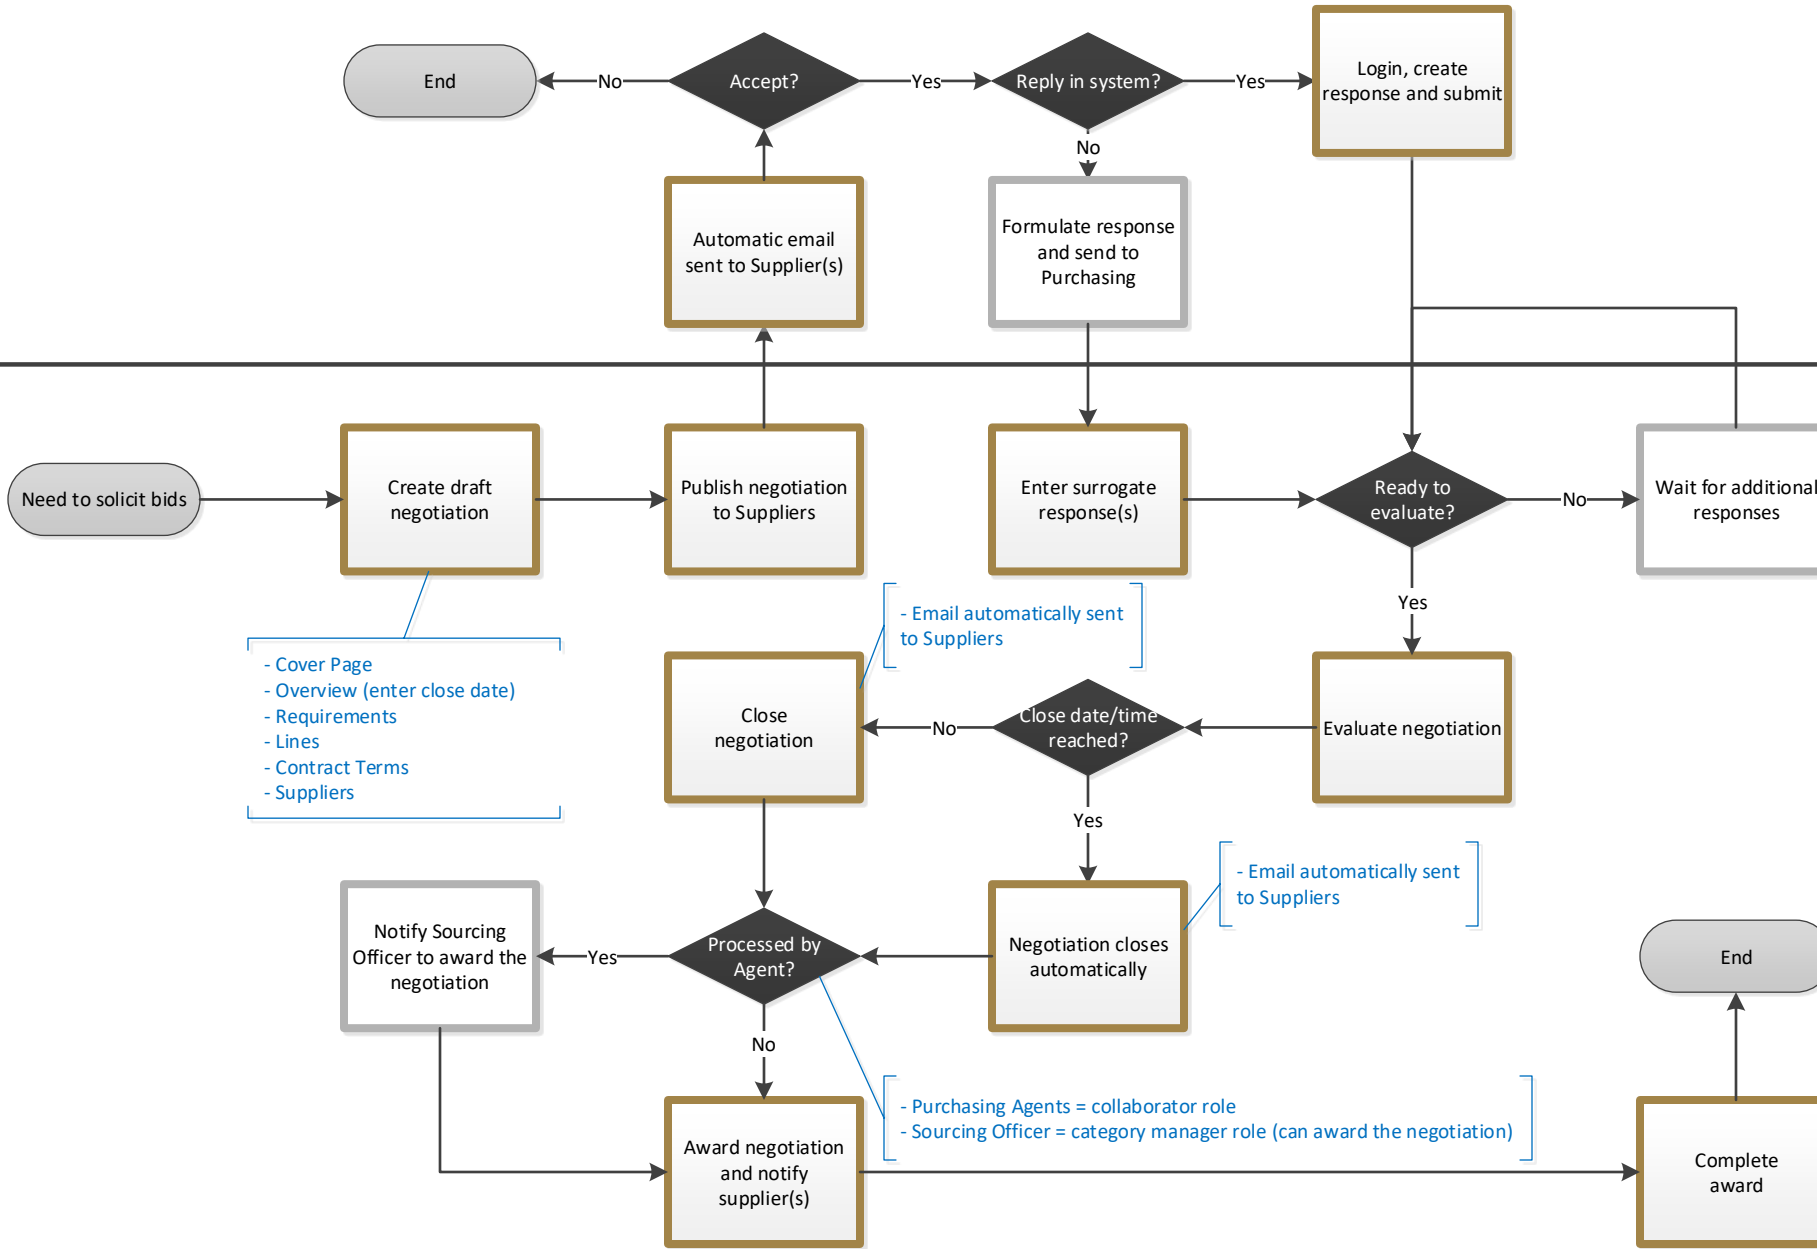 End
No
Accept?
Yes
Reply in system?
Yes
Login, create
response and submit
No
Automatic email
sent to Supplier(s)
Formulate response
and send to
Purchasing
Need to solicit bids
Create draft
negotiation
Publish negotiation
to Suppliers
Enter surrogate
response(s)
Ready to
evaluate?
No
Wait for additional
responses
Yes
- Email automatically sent
to Suppliers
- Cover Page
- Overview (enter close date)
- Requirements
- Lines
- Contract Terms
- Suppliers
Close
negotiation
No
Close date/time
reached?
Evaluate negotiation
Yes
- Email automatically sent
to Suppliers
Notify Sourcing
Officer to award the
negotiation
Yes
Processed by
Agent?
Negotiation closes
automatically
End
No
- Purchasing Agents = collaborator role
- Sourcing Officer = category manager role (can award the negotiation)
Award negotiation
and notify
supplier(s)
Complete
award